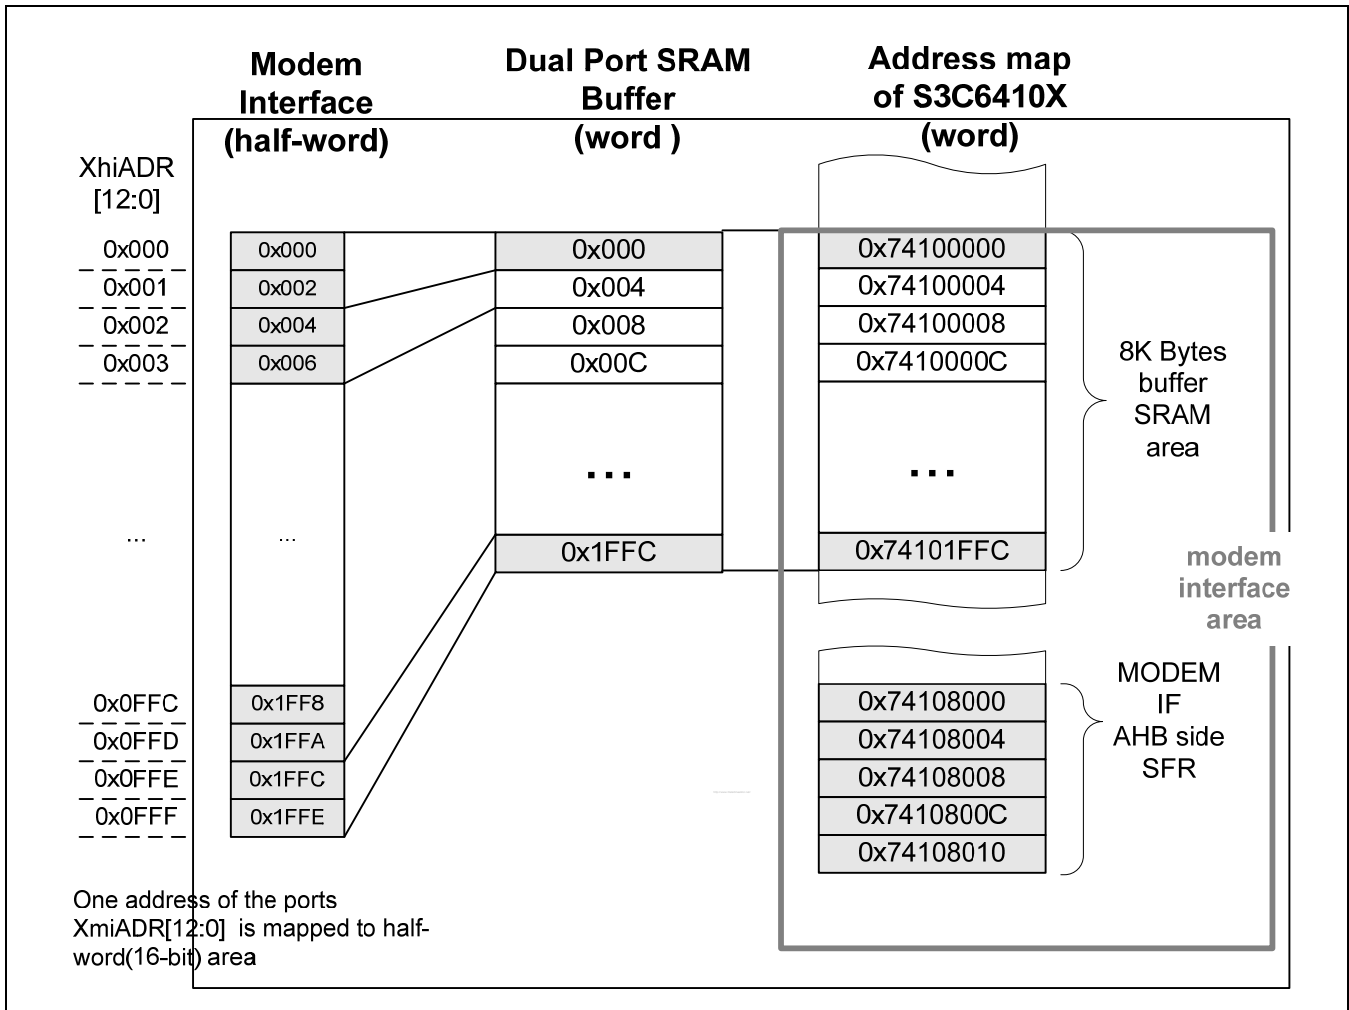 Modem
Interface
(half-word)
Dual Port SRAM
Buffer
(word )
Address map
of S3C6410X
(word)
XhiADR
[12:0]
0x000
0x001
0x002
0x003
...
0x0FFC
0x0FFD
0x0FFE
0x0FFF
0x000
0x002
0x004
0x006
...
0x1FF8
0x1FFA
0x1FFC
0x1FFE
0x000
0x004
0x008
0x00C
...
0x1FFC
0x74100000
0x74100004
0x74100008
0x7410000C
...
0x74101FFC
0x74108000
0x74108004
0x74108008
0x7410800C
0x74108010
8K Bytes
buffer
SRAM
area
modem
interface
area
MODEM
IF
AHB side
SFR
One address of the ports
XmiADR[12:0] is mapped to half-
word(16-bit) area